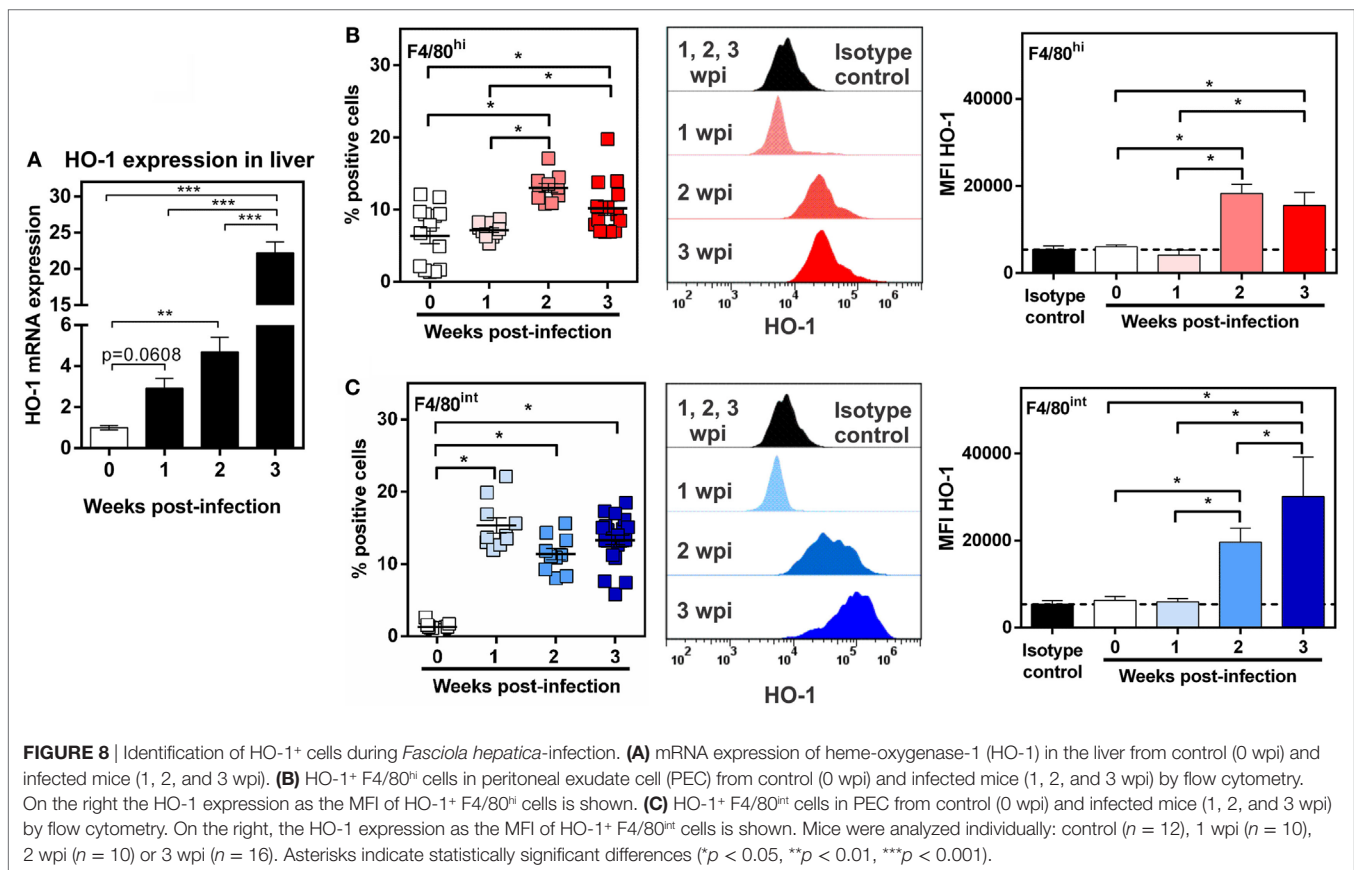 A HO-1 expression in liver
HO-1 mRNA expression
30
25
20
15
10
5
6
4
2
0
***
***
***
**
p=0.0608
0 1 2 3
Weeks post-infection
B
F4/80hi
% positive cells
30
20
10
0
* * * *
0 1 2 3
Weeks post-infection
1, 2, 3 wpi
Isotype control
1 wpi
2 wpi
3 wpi
10² 10³ 10⁴ 10⁵ 10⁶
HO-1
F4/80hi
MFI HO-1
40000
20000
0
* * * *
Isotype control
0 1 2 3
Weeks post-infection
C
F4/80int
% positive cells
30
20
10
0
* * *
0 1 2 3
Weeks post-infection
1, 2, 3 wpi
Isotype control
1 wpi
2 wpi
3 wpi
10² 10³ 10⁴ 10⁵ 10⁶
HO-1
F4/80int
MFI HO-1
40000
20000
0
* * * * *
Isotype control
0 1 2 3
Weeks post-infection
FIGURE 8 | Identification of HO-1⁺ cells during Fasciola hepatica-infection. (A) mRNA expression of heme-oxygenase-1 (HO-1) in the liver from control (0 wpi) and
infected mice (1, 2, and 3 wpi). (B) HO-1⁺ F4/80hi cells in peritoneal exudate cell (PEC) from control (0 wpi) and infected mice (1, 2, and 3 wpi) by flow cytometry.
On the right the HO-1 expression as the MFI of HO-1⁺ F4/80hi cells is shown. (C) HO-1⁺ F4/80int cells in PEC from control (0 wpi) and infected mice (1, 2, and 3 wpi)
by flow cytometry. On the right, the HO-1 expression as the MFI of HO-1⁺ F4/80int cells is shown. Mice were analyzed individually: control (n = 12), 1 wpi (n = 10),
2 wpi (n = 10) or 3 wpi (n = 16). Asterisks indicate statistically significant differences (*p < 0.05, **p < 0.01, ***p < 0.001).